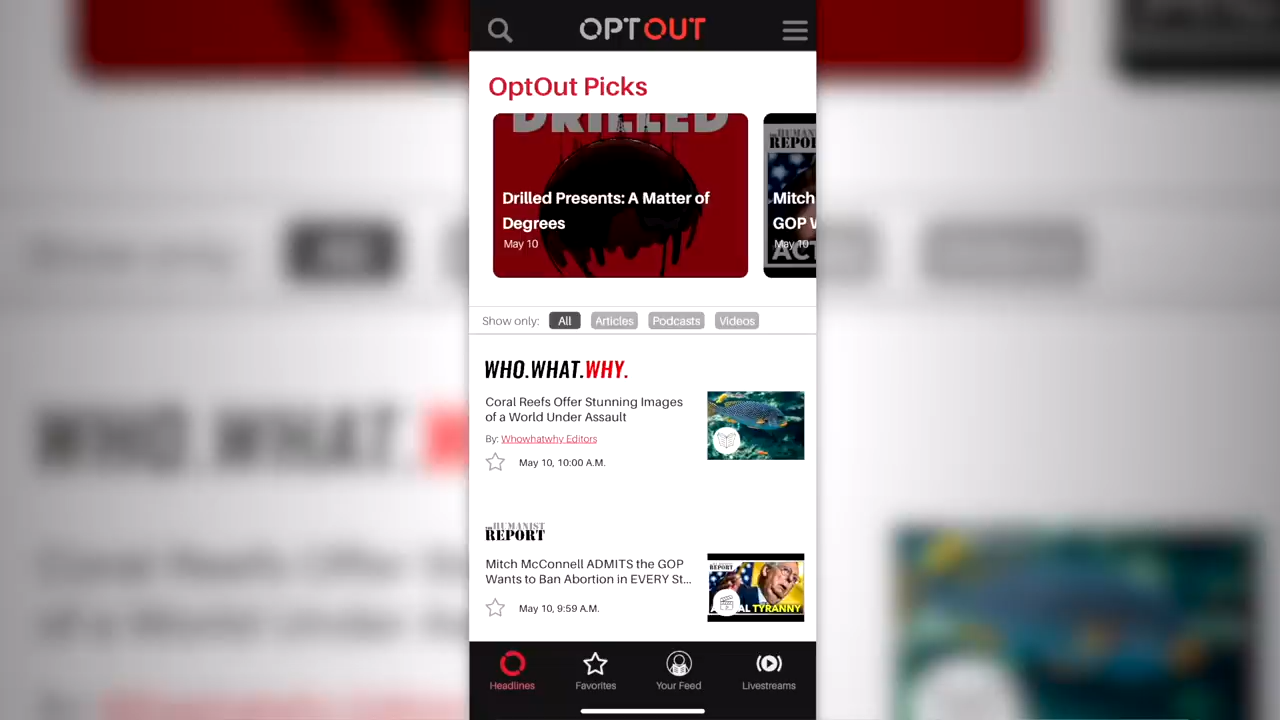 OPTOUT
OptOut Picks
DRILLED
Drilled Presents: A Matter of
Degrees
May 10
HUMANIST
REPORT
Mitch
GOP
May 10
Show only: All Articles Podcasts Videos
WHO.WHAT.WHY.
Coral Reefs Offer Stunning Images
of a World Under Assault
By: Whowhatwhy Editors
May 10, 10:00 A.M.
THE HUMANIST
REPORT
Mitch McConnell ADMITS the GOP
Wants to Ban Abortion in EVERY St...
May 10, 9:59 A.M.
REPORT
TYRANNY
Headlines Favorites Your Feed Livestreams